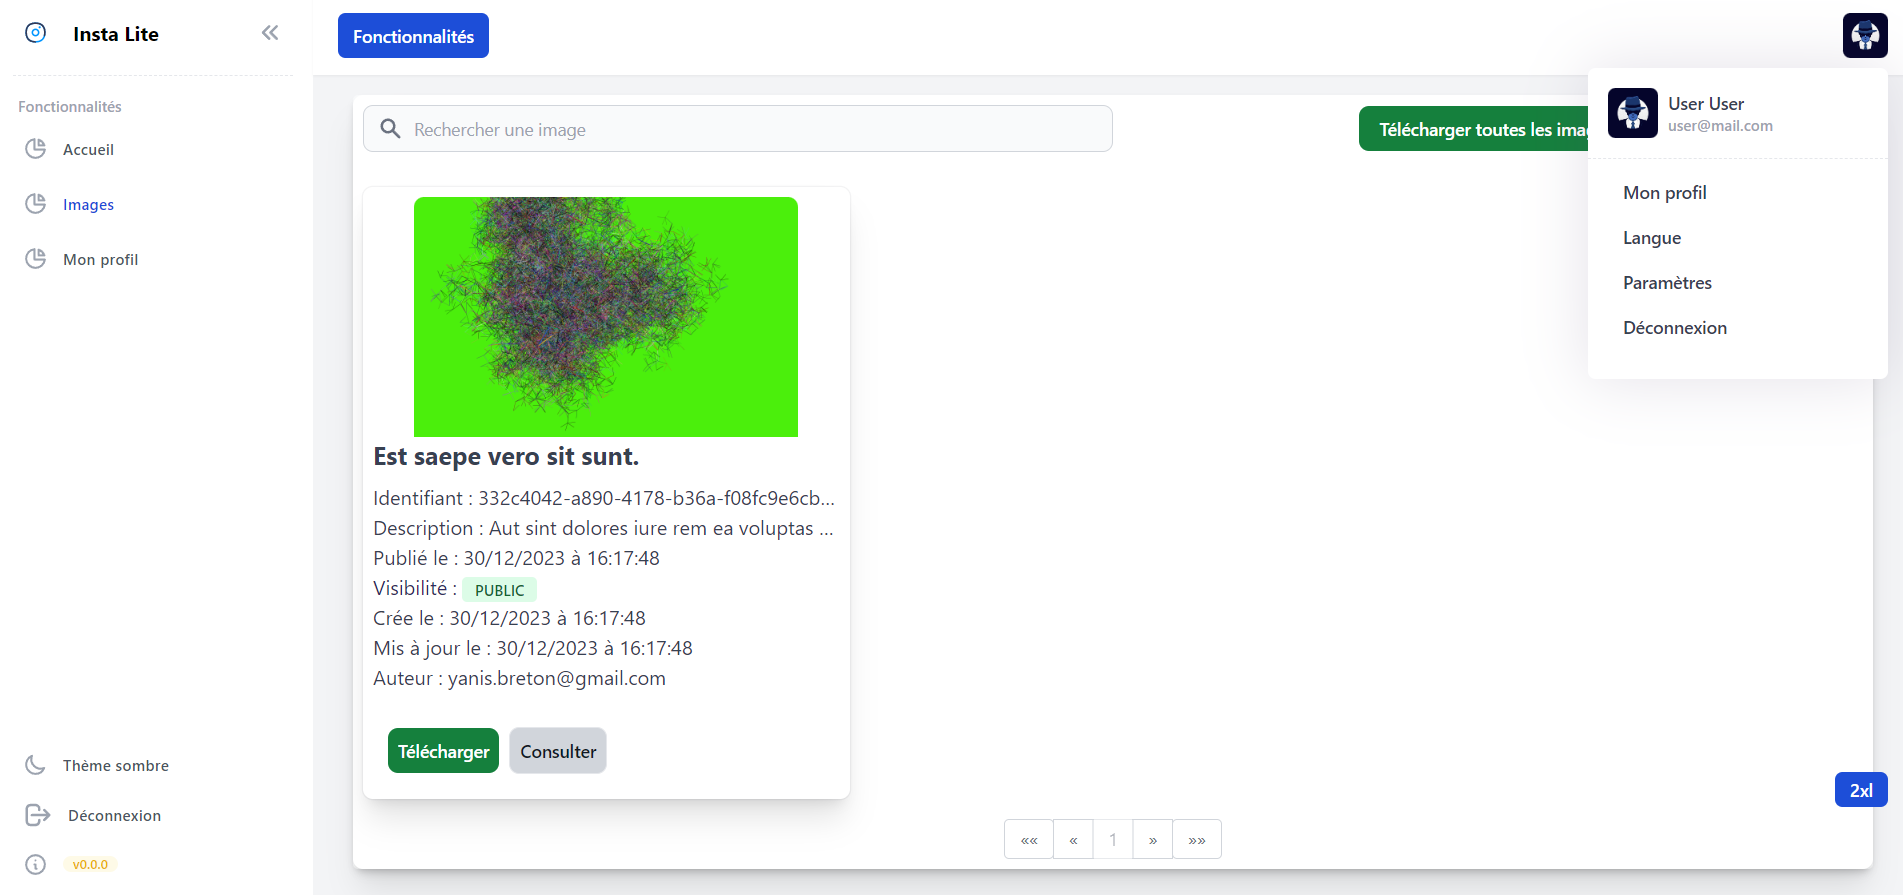 Insta Lite
Fonctionnalités
Accueil
Images
Mon profil
Thème sombre
Déconnexion
v0.0.0
Fonctionnalités
Rechercher une image
Télécharger toutes les
User User
user@mail.com
Mon profil
Langue
Paramètres
Déconnexion
Est saepe vero sit sunt.
Identifiant : 332c4042-a890-4178-b36a-f08fc9e6cb...
Description : Aut sint dolores iure rem ea voluptas ...
Publié le : 30/12/2023 à 16:17:48
Visibilité : PUBLIC
Crée le : 30/12/2023 à 16:17:48
Mis à jour le : 30/12/2023 à 16:17:48
Auteur : yanis.breton@gmail.com
Télécharger Consulter
2xl
«« « 1 » »»